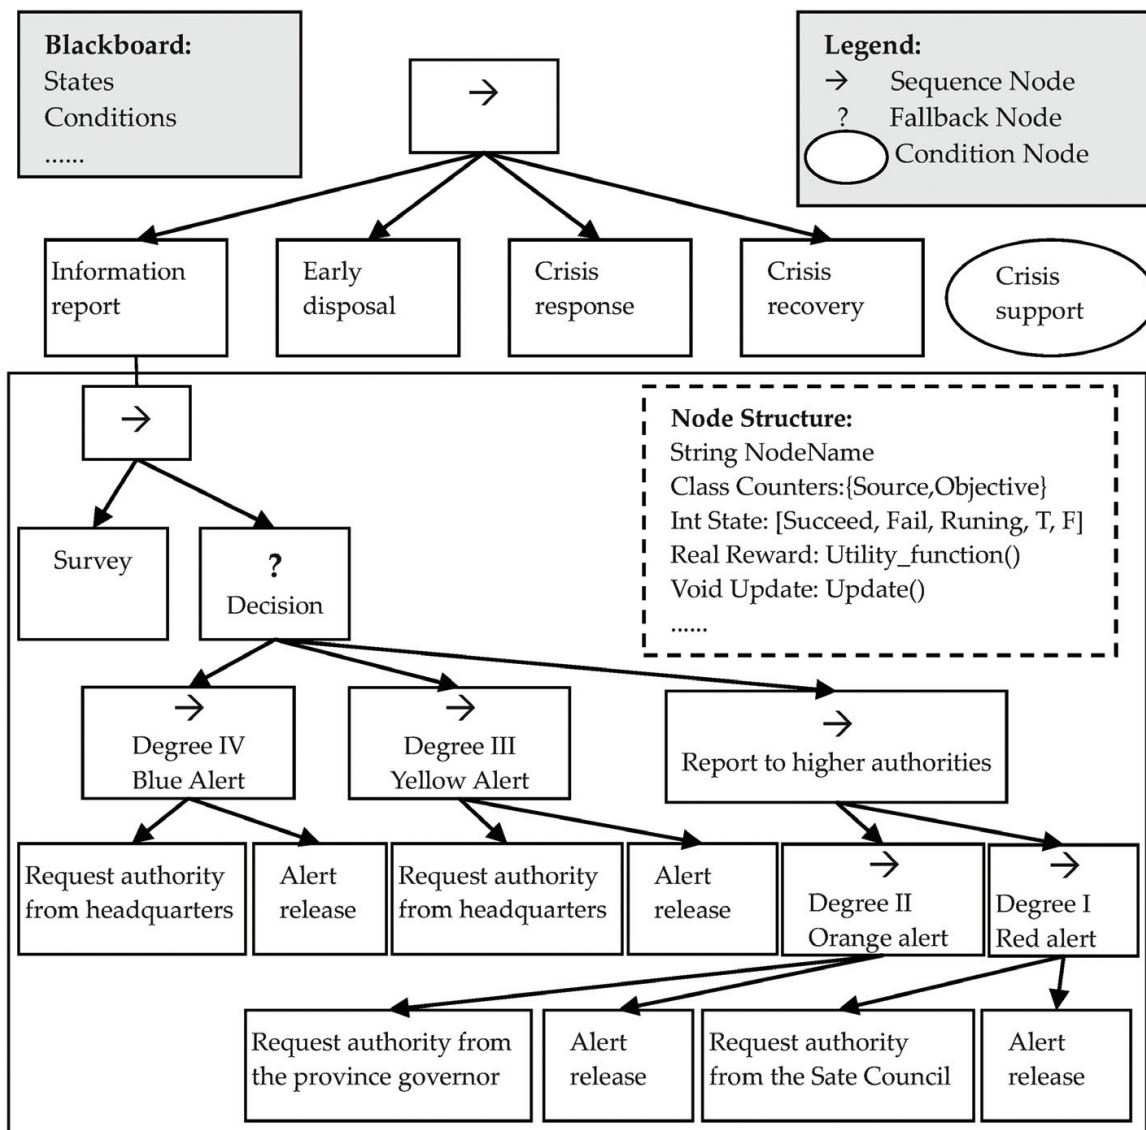 Blackboard:
States
Conditions
......
→
Legend:
→ Sequence Node
? Fallback Node
Condition Node
Information
report
Early
disposal
Crisis
response
Crisis
recovery
Crisis
support
→
Node Structure:
String NodeName
Class Counters:{Source,Objective}
Int State: [Succeed, Fail, Runing, T, F]
Real Reward: Utility_function()
Void Update: Update()
......
Survey
?
Decision
→
Degree IV
Blue Alert
→
Degree III
Yellow Alert
→
Report to higher authorities
Request authority
from headquarters
Alert
release
Request authority
from headquarters
Alert
release
→
Degree II
Orange alert
→
Degree I
Red alert
Request authority from
the province governor
Alert
release
Request authority
from the Sate Council
Alert
release